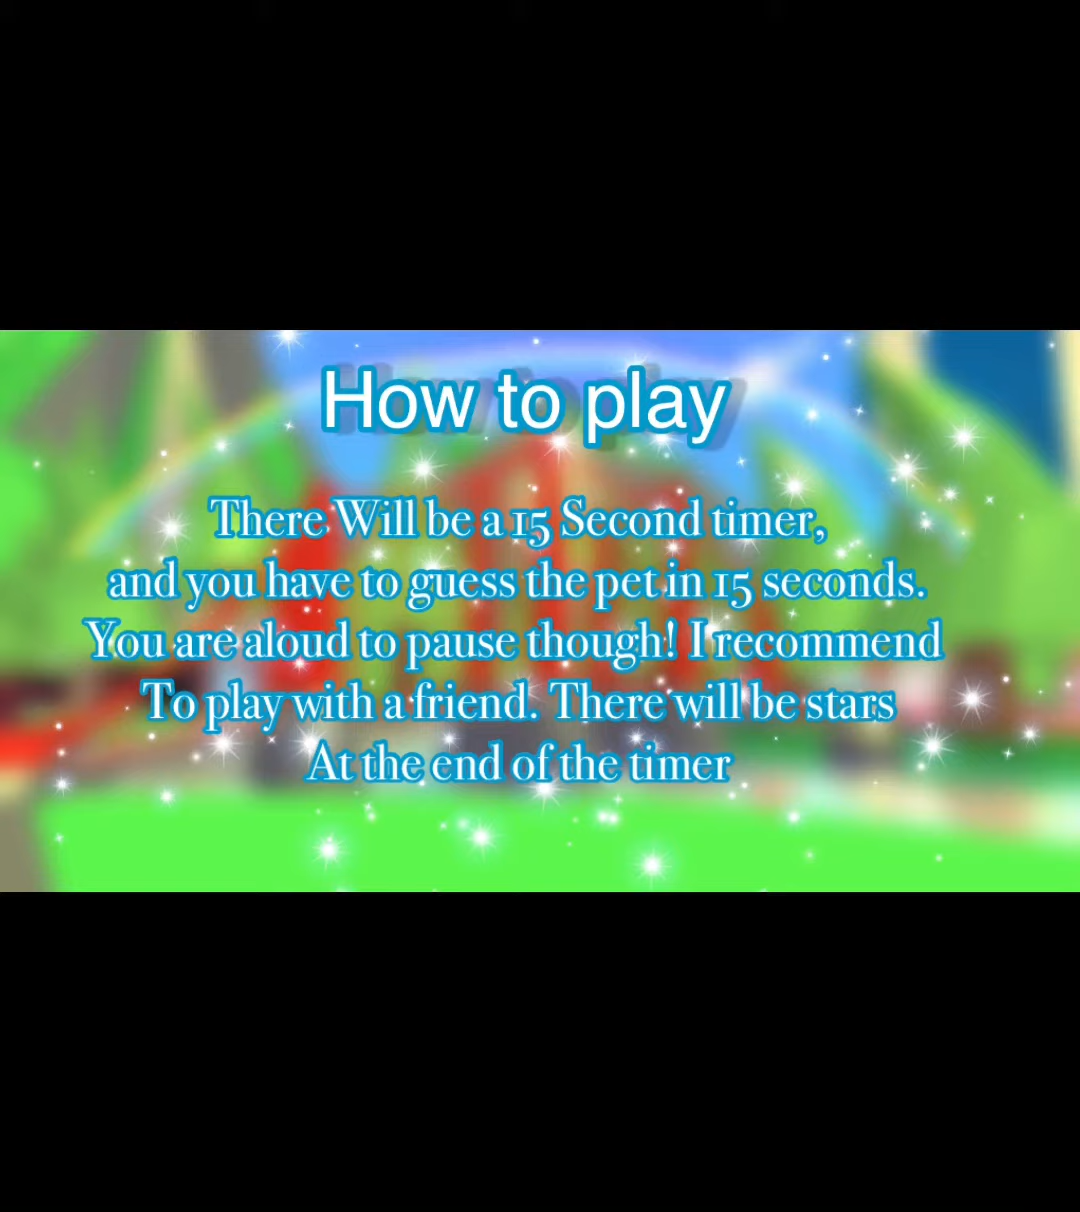 How to play
There Will be a 15 Second timer,
and you have to guess the pet in 15 seconds.
You are aloud to pause though! I recommend
To play with a friend. There will be stars
At the end of the timer